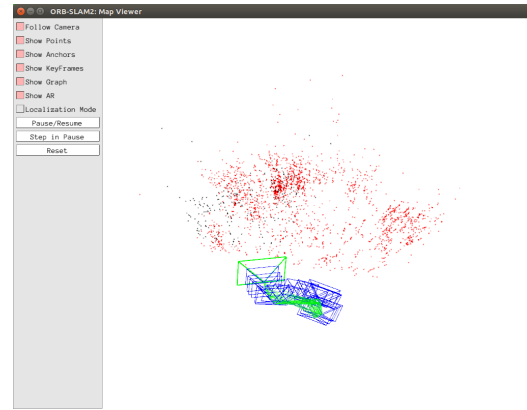 ORB-SLAM2: Map Viewer
Follow Camera
Show Points
Show Anchors
Show KeyFrames
Show Graph
Show AR
Localization Mode
Pause/Resume
Step in Pause
Reset